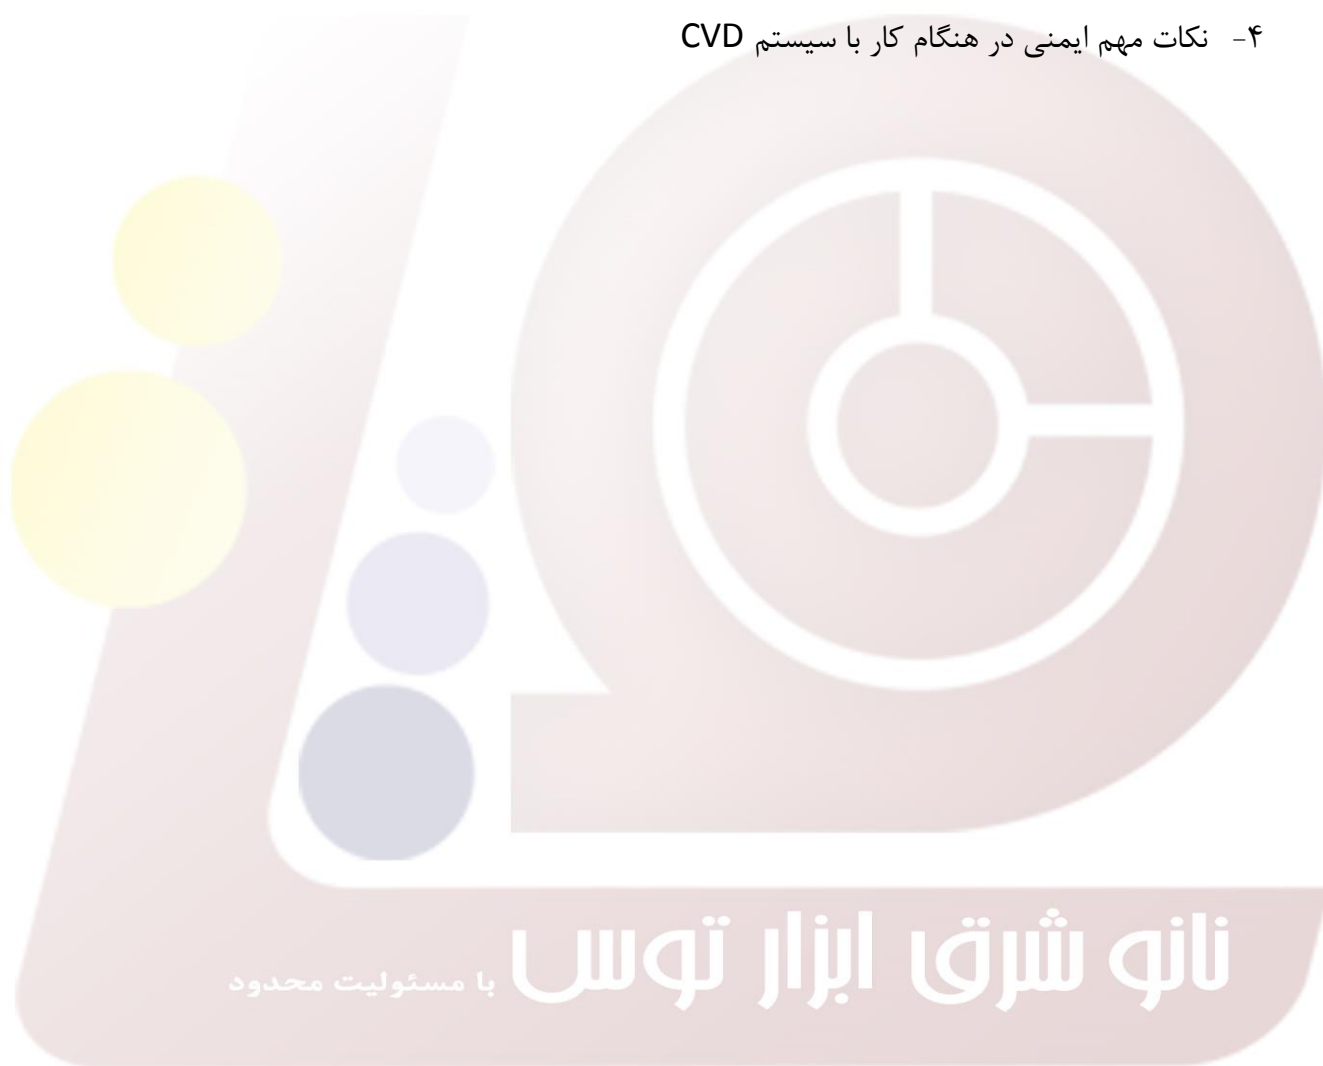 ۴- نکات مهم ایمنی در هنگام کار با سیستم CVD
نانو شرق ابزار توس با مسئولیت محدود